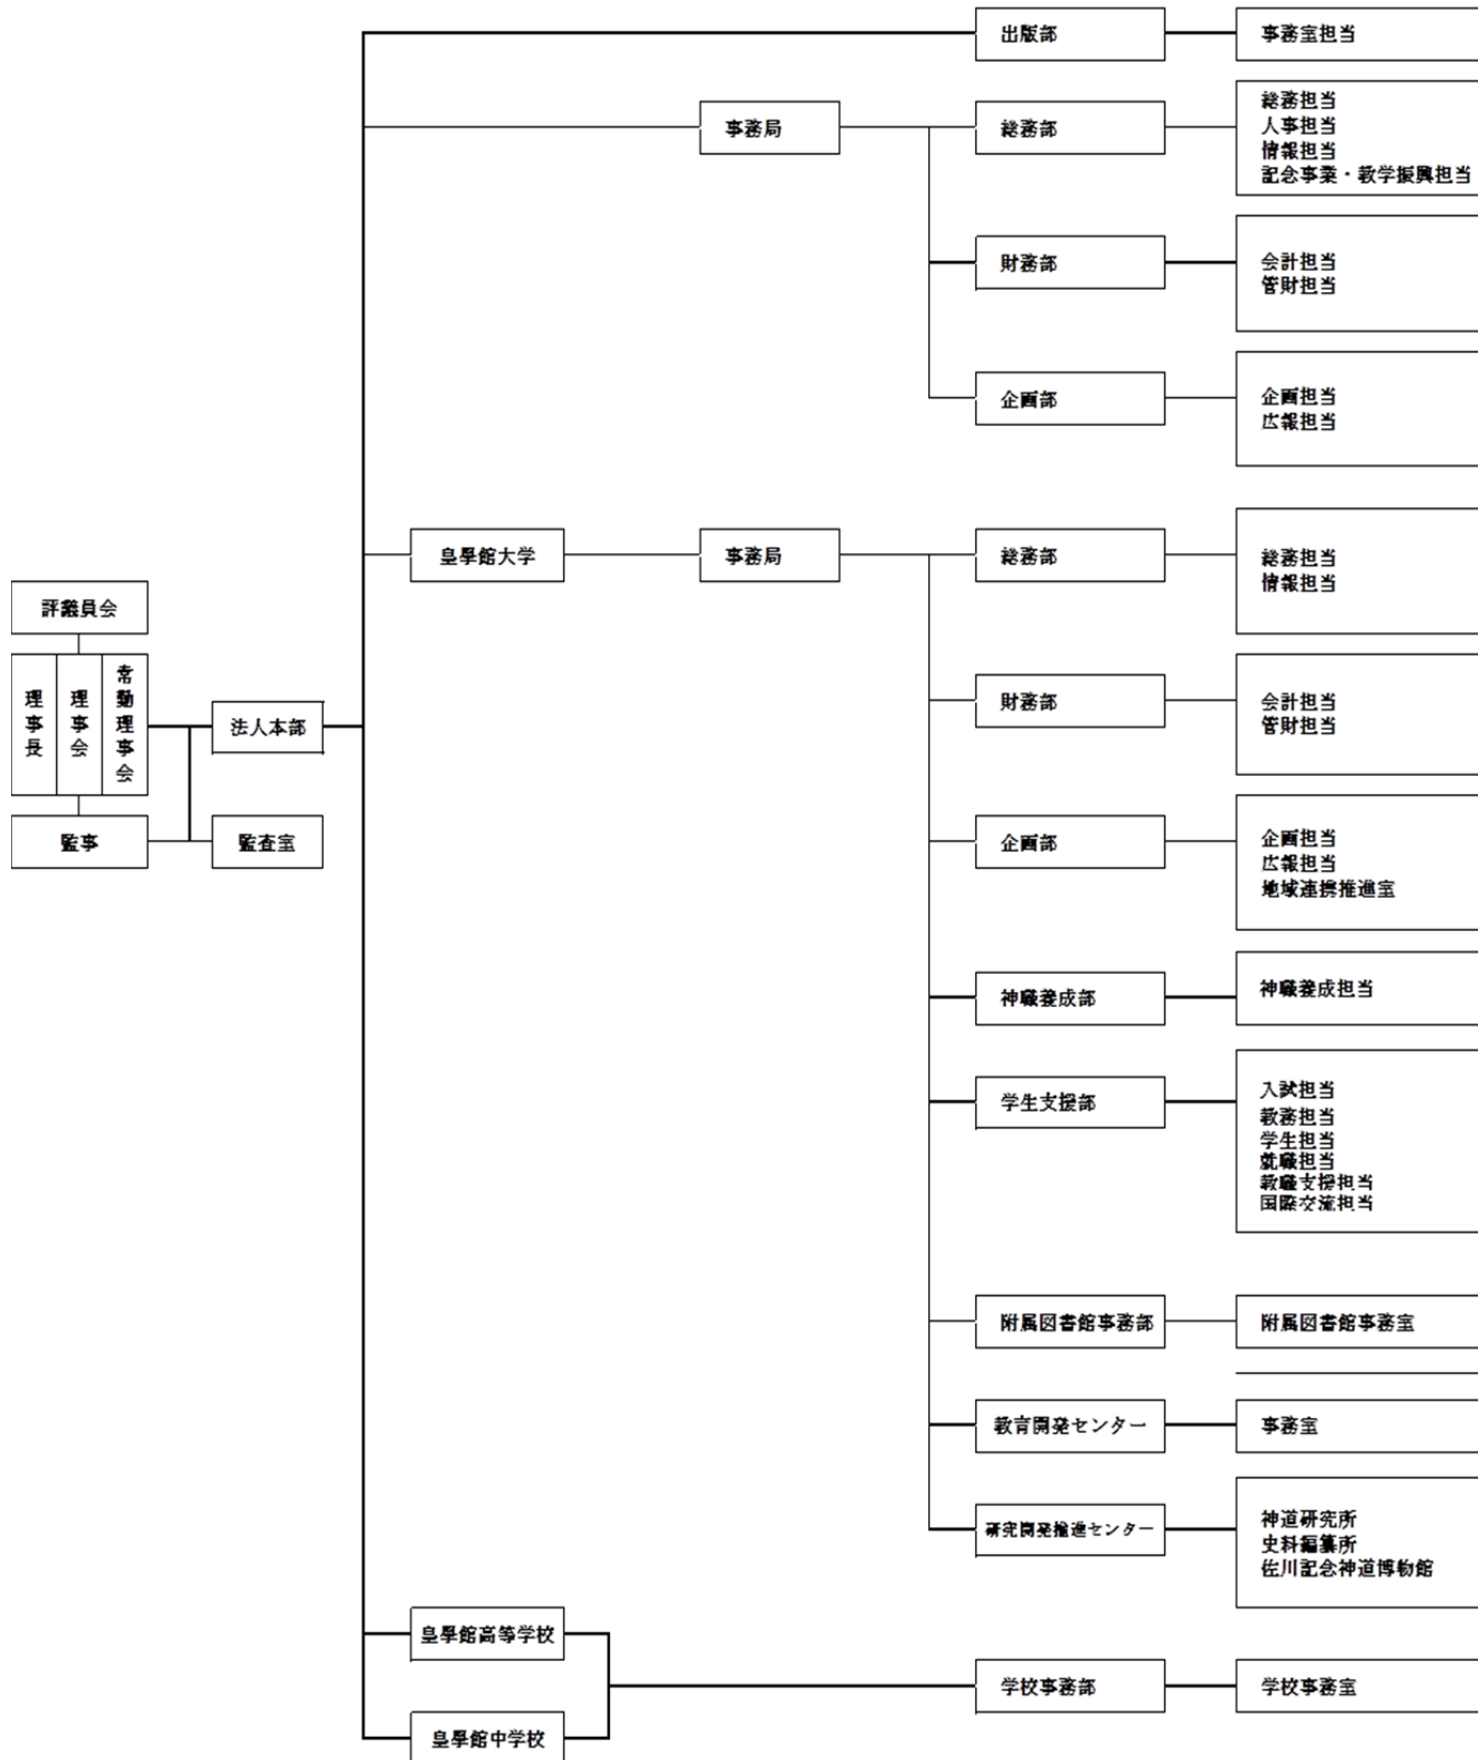 出版部
事務室担当
事務局
総務部
総務担当
人事担当
情報担当
記念事業・教学振興担当
財務部
会計担当
管財担当
企画部
企画担当
広報担当
皇學館大学
事務局
総務部
総務担当
情報担当
評議員会
理事長
理事会
常勤理事会
法人本部
監事
監査室
財務部
会計担当
管財担当
企画部
企画担当
広報担当
地域連携推進室
神職養成部
神職養成担当
学生支援部
入試担当
教務担当
学生担当
就職担当
教職支援担当
国際交流担当
附属図書館事務部
附属図書館事務室
教育開発センター
事務室
研究開発推進センター
神道研究所
史料編纂所
佐川記念神道博物館
皇學館高等学校
皇學館中学校
学校事務部
学校事務室